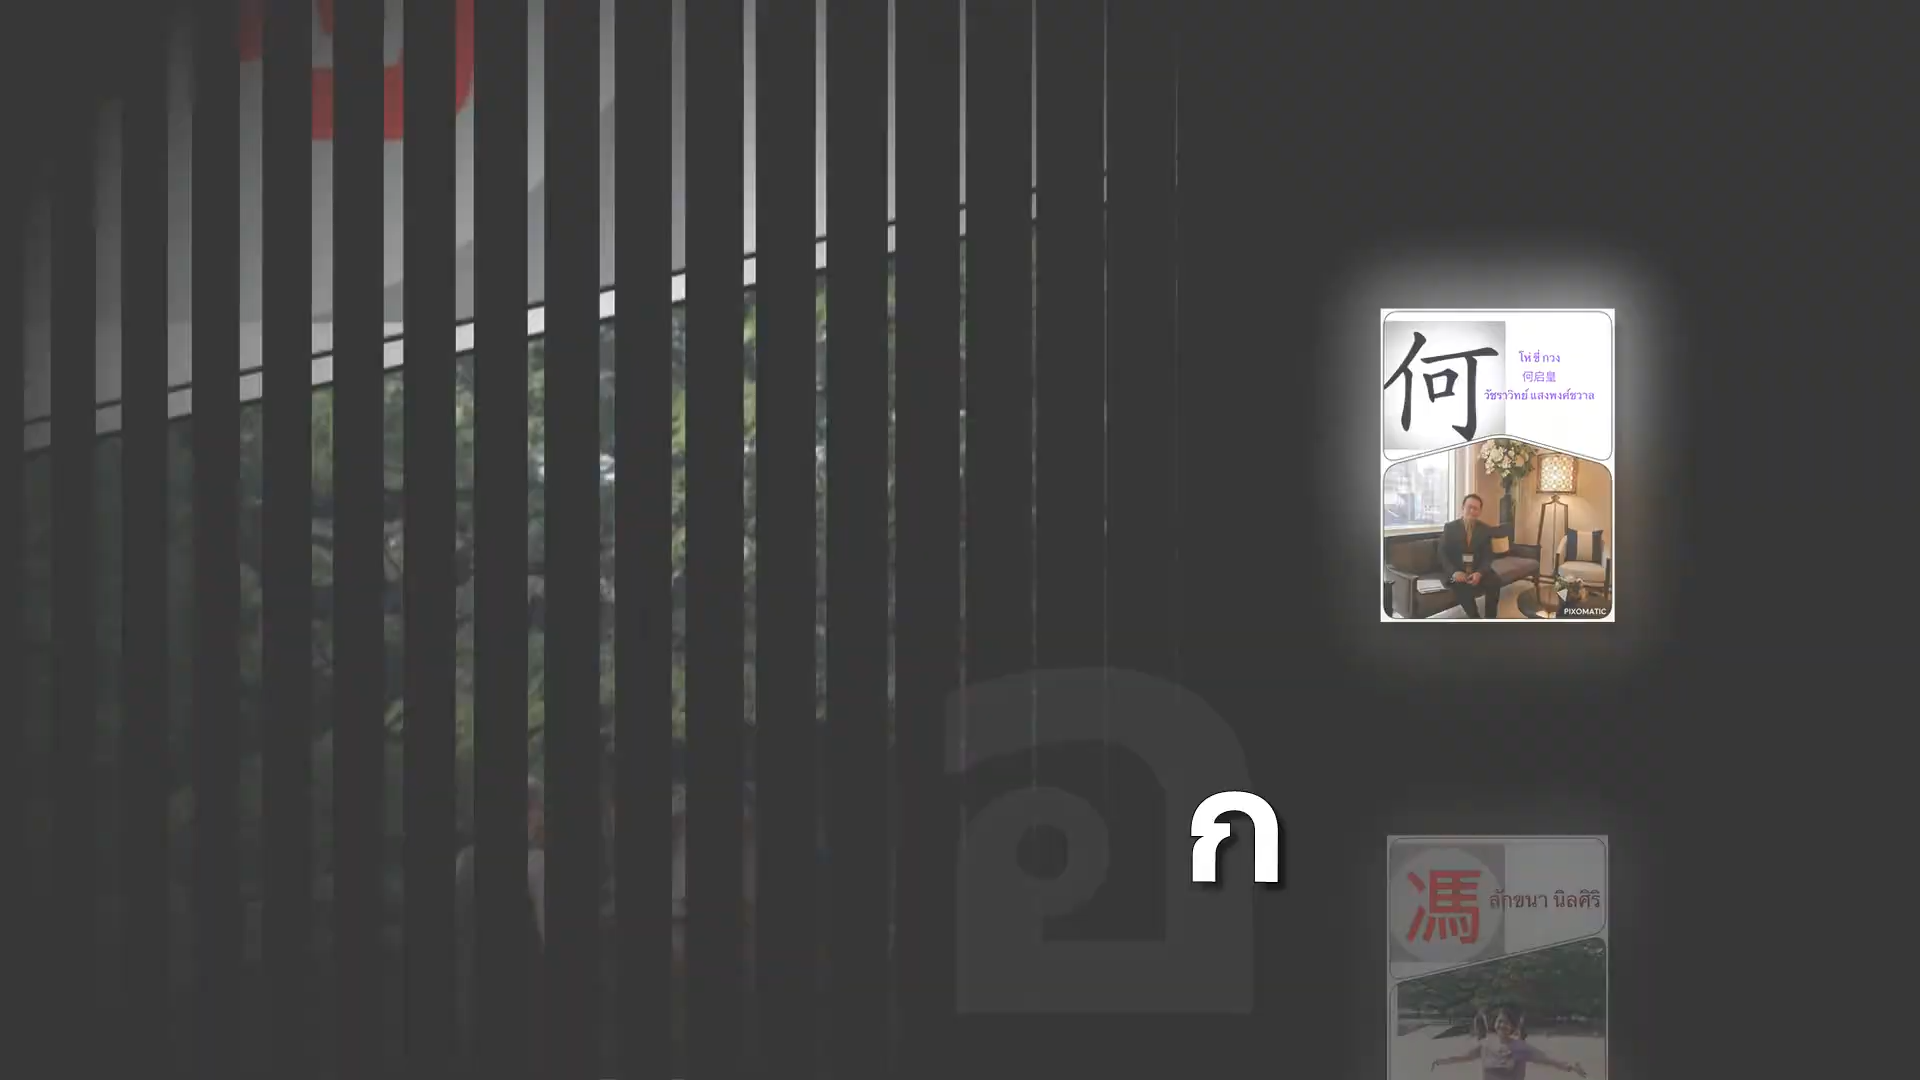 何
โห่ ขี่ กวง
何启皇
วัชราวิทย์ แสงพงศ์ชวาล
PIXOMATIC
อ
ก
馮
ลักขนา นิลศิริ